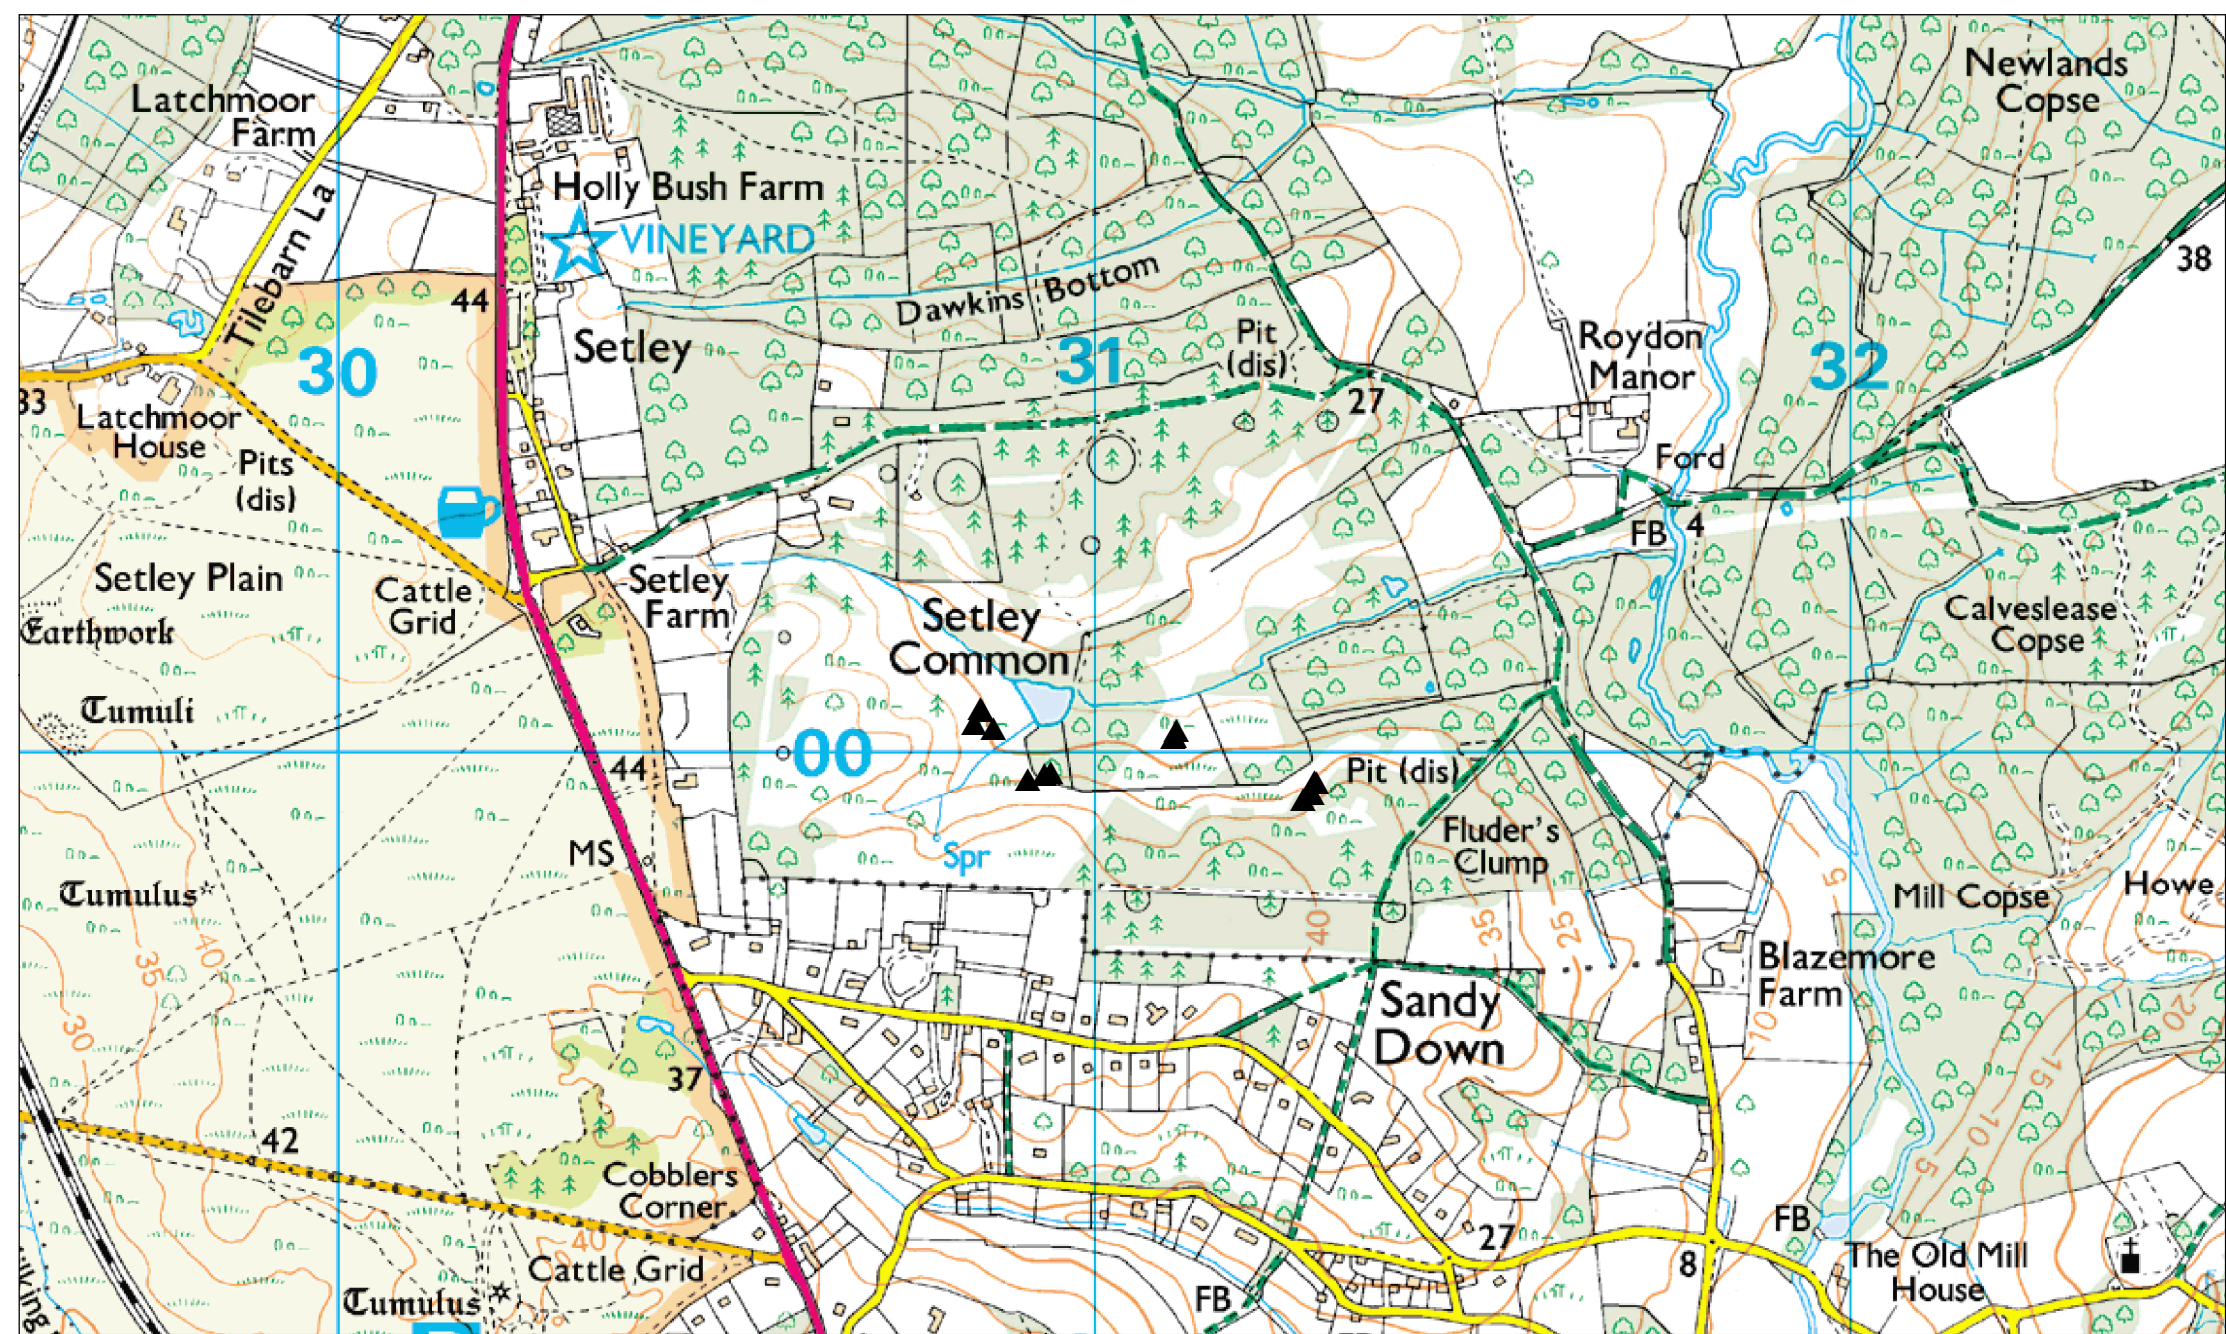 Newlands
Copse
Latchmoor
Farm
Holly Bush Farm
VINEYARD
Tilebarn La
44
38
Dawkins Bottom
Setley
Pit
(dis)
Roydon
Manor
30
31
32
33
Latchmoor
House
27
Pits
(dis)
Ford
FB
4
Setley Plain
Cattle
Grid
Setley
Farm
Setley
Common
Calveslease
Copse
Earthwork
Tumuli
00
44
Pit (dis)
MS
Spr
Fluder's
Clump
Tumulus
Mill Copse
Howe
35
40
40
35
25
5
Blazemore
Farm
30
Sandy
Down
10
20
37
15
42
10
5
Cobblers
Corner
40
27
FB
8
The Old Mill
House
Cattle Grid
Tumulus
FB
P